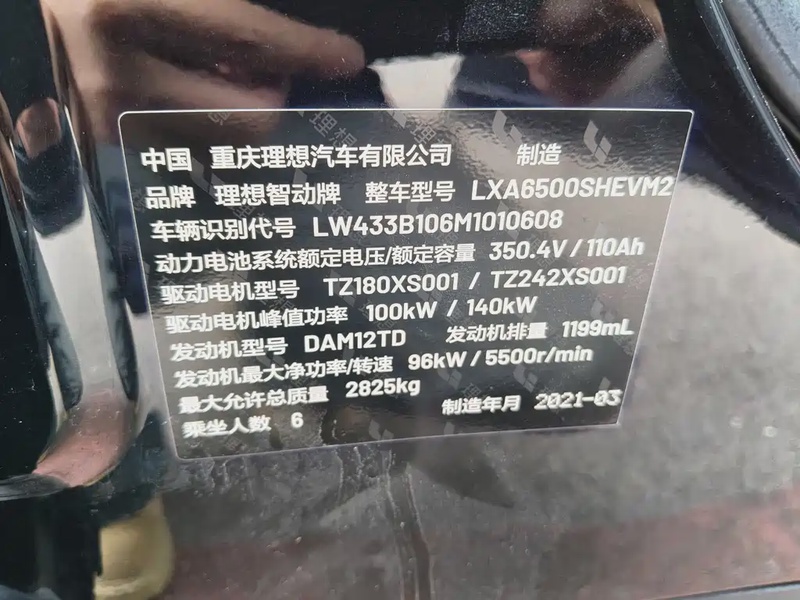 中国 重庆理想汽车有限公司 制造
品牌 理想智动牌 整车型号 LXA6500SHEVM2
车辆识别代号 LW433B106M1010608
动力电池系统额定电压/额定容量 350.4V / 110Ah
驱动电机型号 TZ180XS001 / TZ242XS001
驱动电机峰值功率 100kW / 140kW
发动机型号 DAM12TD 发动机排量 1199mL
发动机最大净功率/转速 96kW / 5500r/min
最大允许总质量 2825kg 制造年月 2021-03
乘坐人数 6